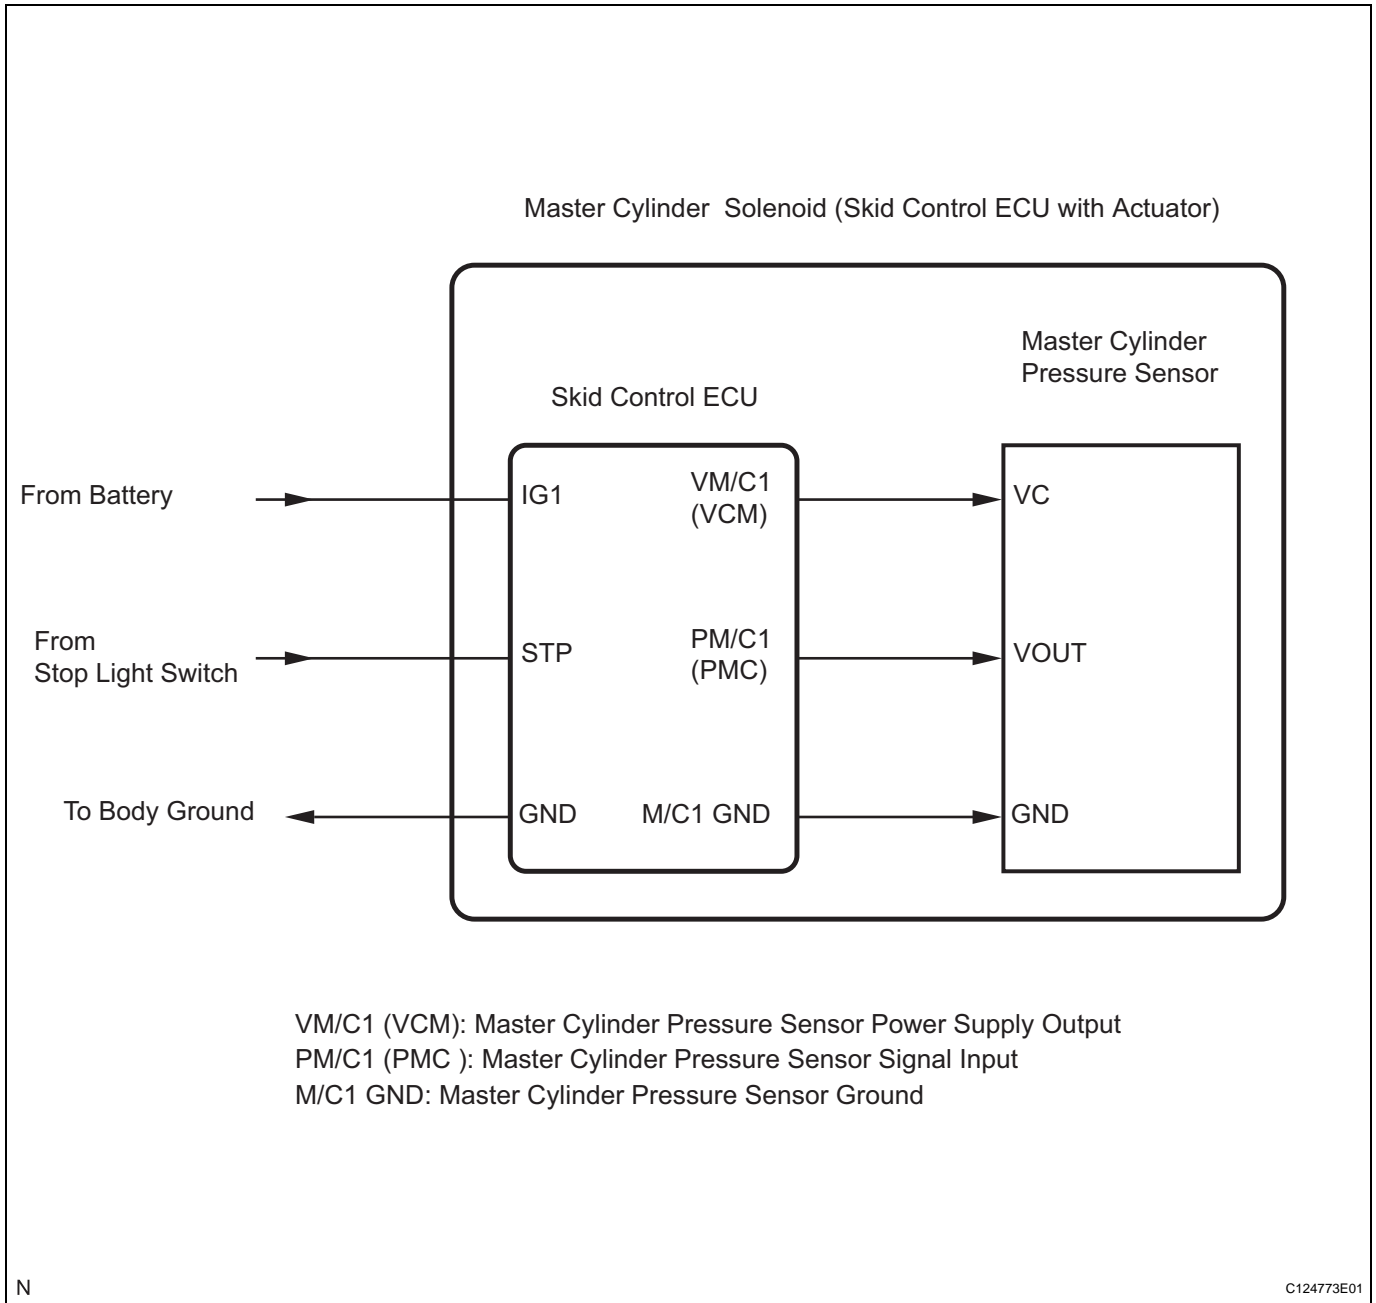 Master Cylinder Solenoid (Skid Control ECU with Actuator)
Master Cylinder
Pressure Sensor
Skid Control ECU
From Battery
IG1
VM/C1
(VCM)
VC
From
Stop Light Switch
STP
PM/C1
(PMC)
VOUT
To Body Ground
GND
M/C1 GND
GND
VM/C1 (VCM): Master Cylinder Pressure Sensor Power Supply Output
PM/C1 (PMC ): Master Cylinder Pressure Sensor Signal Input
M/C1 GND: Master Cylinder Pressure Sensor Ground
N
C124773E01